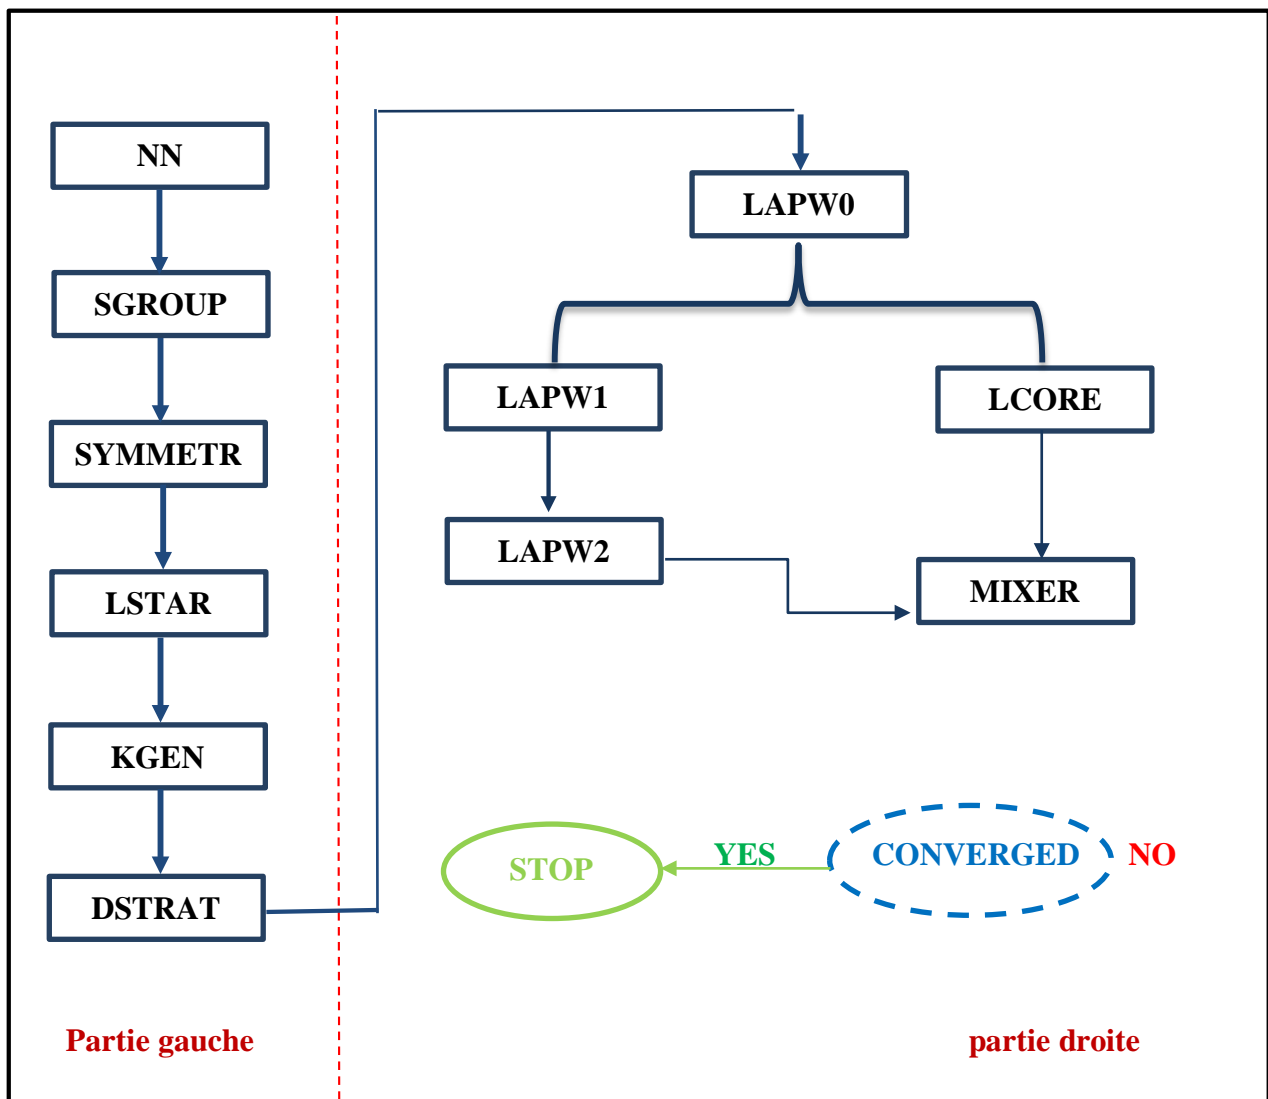 NN
SGROUP
SYMMETR
LSTAR
KGEN
DSTRAT
Partie gauche
LAPW0
LAPW1
LCORE
LAPW2
MIXER
STOP
YES
CONVERGED
NO
partie droite